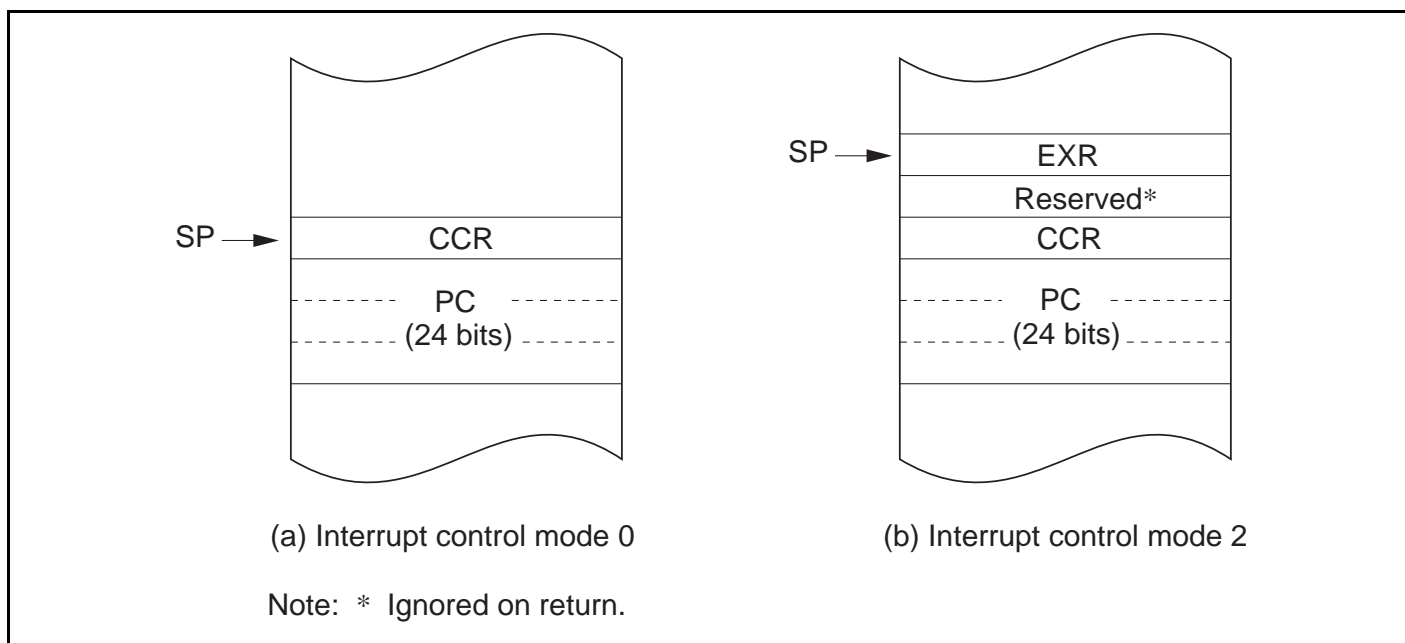 SP
CCR
PC
(24 bits)
(a) Interrupt control mode 0
SP
EXR
Reserved*
CCR
PC
(24 bits)
(b) Interrupt control mode 2
Note: * Ignored on return.